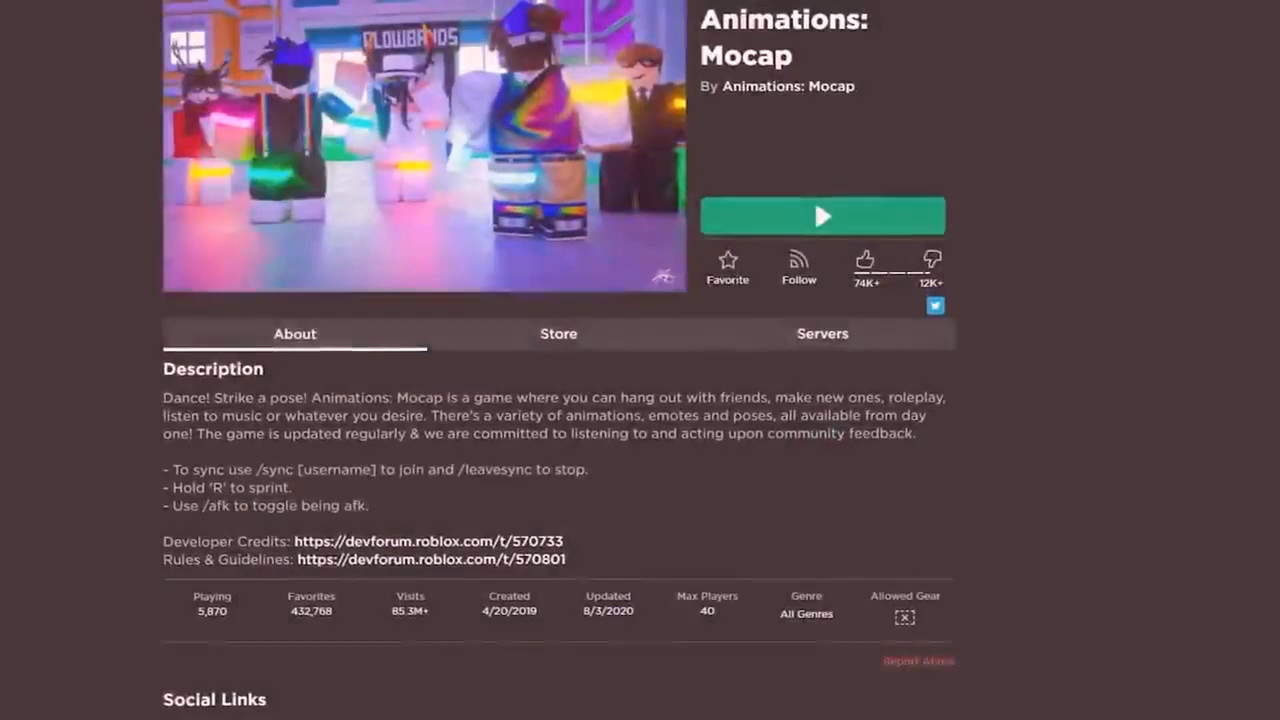 GLOWBANDS
Animations:
Mocap
By Animations: Mocap
Favorite
Follow
74K+
12K+
About
Store
Servers
Description
Dance! Strike a pose! Animations: Mocap is a game where you can hang out with friends, make new ones, roleplay,
listen to music or whatever you desire. There's a variety of animations, emotes and poses, all available from day
one! The game is updated regularly & we are committed to listening to and acting upon community feedback.
- To sync use /sync [username] to join and /leavesync to stop.
- Hold 'R' to sprint.
- Use /afk to toggle being afk.
Developer Credits: https://devforum.roblox.com/t/570733
Rules & Guidelines: https://devforum.roblox.com/t/570801
Playing Favorites Visits Created Updated Max Players Genre Allowed Gear
5,870 432,768 85.3M+ 4/20/2019 8/3/2020 40 All Genres
Report Abuse
Social Links